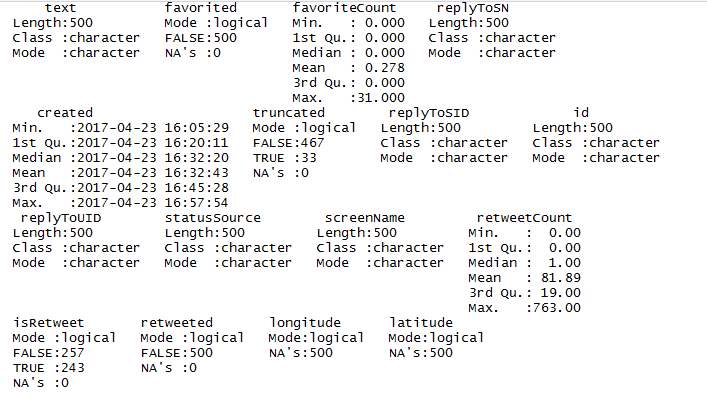 text              favorited         favoriteCount     replyToSN
Length:500         Mode :logical   Min.   : 0.000   Length:500
Class :character   FALSE:500       1st Qu.: 0.000   Class :character
Mode  :character   NA's :0         Median : 0.000   Mode  :character
                                   Mean   : 0.278
                                   3rd Qu.: 0.000
                                   Max.   :31.000
   created                    truncated        replyToSID             id
Min.   :2017-04-23 16:05:29   Mode :logical   Length:500         Length:500
1st Qu.:2017-04-23 16:20:11   FALSE:467       Class :character   Class :character
Median :2017-04-23 16:32:20   TRUE :33        Mode  :character   Mode  :character
Mean   :2017-04-23 16:32:43   NA's :0
3rd Qu.:2017-04-23 16:45:28
Max.   :2017-04-23 16:57:54
 replyToUID        statusSource        screenName         retweetCount
Length:500         Length:500         Length:500         Min.   :  0.00
Class :character   Class :character   Class :character   1st Qu.:  0.00
Mode  :character   Mode  :character   Mode  :character   Median :  1.00
                                                         Mean   : 81.89
                                                         3rd Qu.: 19.00
                                                         Max.   :763.00
isRetweet       retweeted       longitude      latitude
Mode :logical   Mode :logical   Mode:logical   Mode:logical
FALSE:257       FALSE:500       NA's:500       NA's:500
TRUE :243       NA's :0
NA's :0